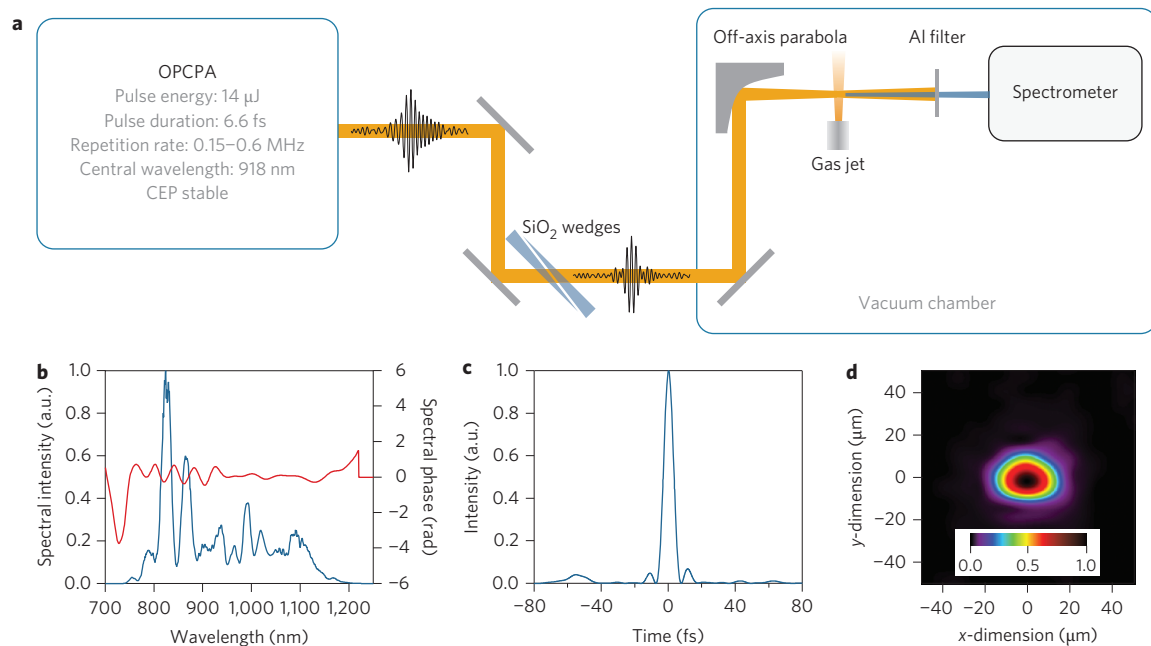 a
OPCPA
Pulse energy: 14 µJ
Pulse duration: 6.6 fs
Repetition rate: 0.15–0.6 MHz
Central wavelength: 918 nm
CEP stable
SiO₂ wedges
Off-axis parabola
Al filter
Gas jet
Spectrometer
Vacuum chamber
b
Spectral intensity (a.u.)
1.0
0.8
0.6
0.4
0.2
0.0
6
4
2
0
−2
−4
−6
Spectral phase (rad)
700
800
900
1,000
1,100
1,200
Wavelength (nm)
c
Intensity (a.u.)
1.0
0.8
0.6
0.4
0.2
0.0
−80
−40
0
40
80
Time (fs)
d
y-dimension (µm)
40
20
0
−20
−40
0.0
0.5
1.0
−40
−20
0
20
40
x-dimension (µm)